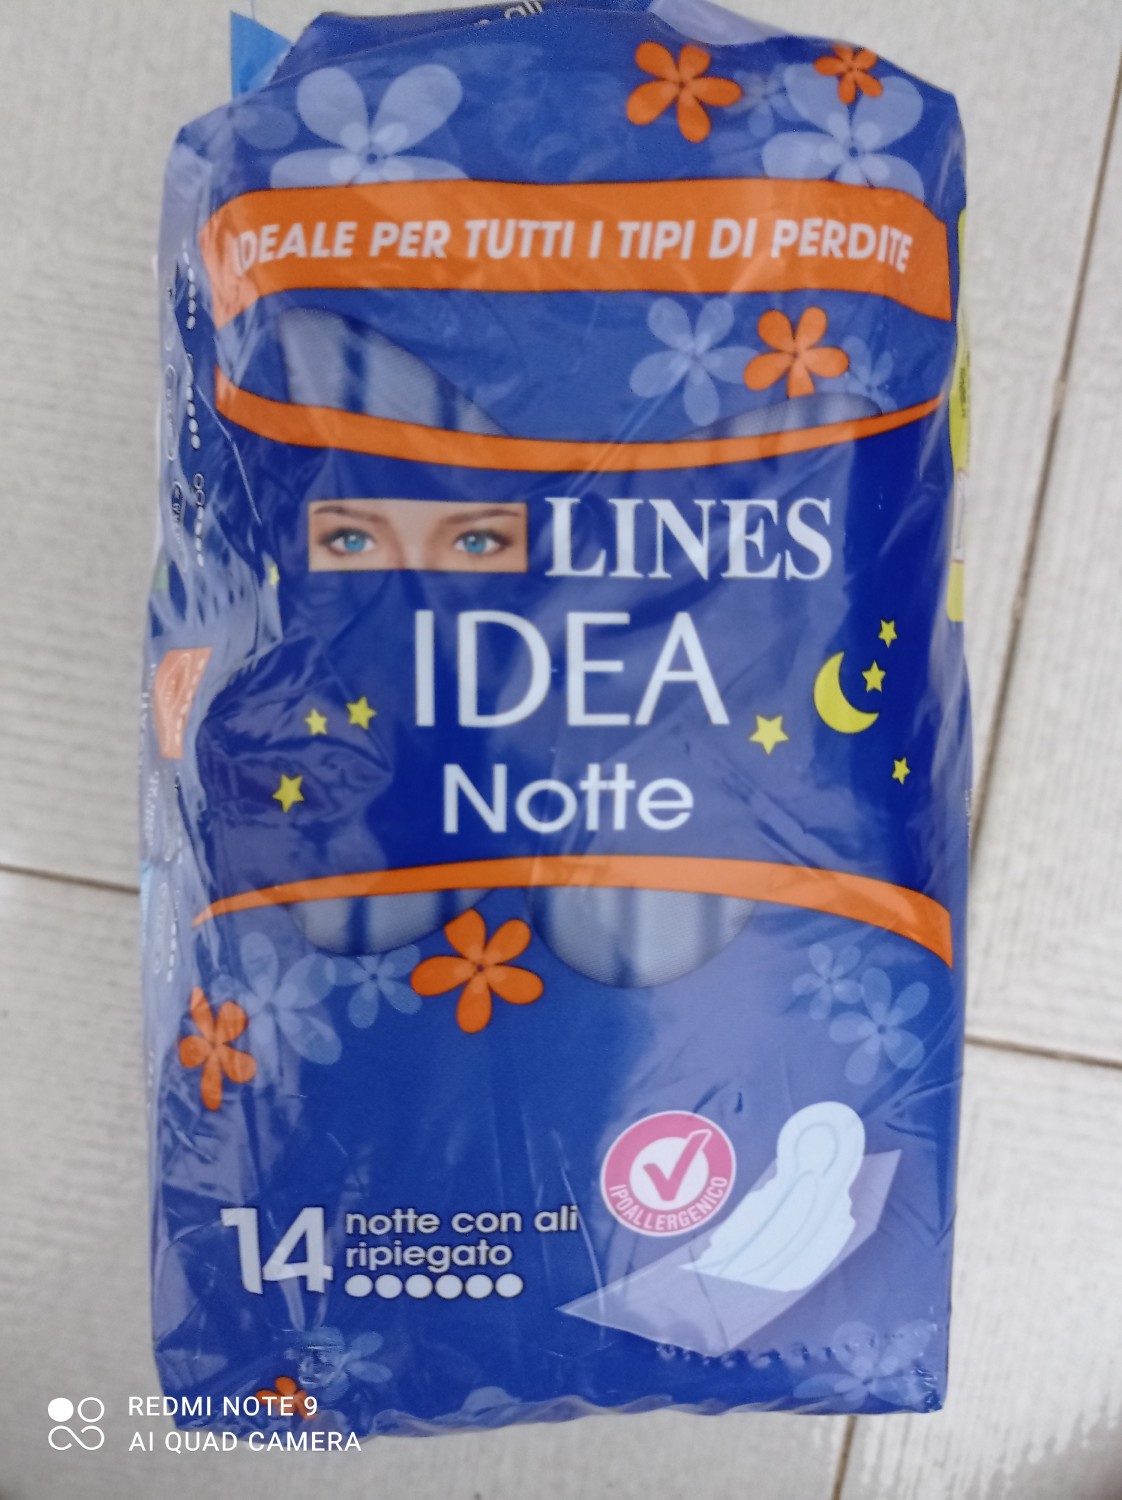 IDEALE PER TUTTI I TIPI DI PERDITE
LINES
IDEA
Notte
IPOALLERGENICO
14 notte con ali
ripiegato
REDMI NOTE 9
AI QUAD CAMERA